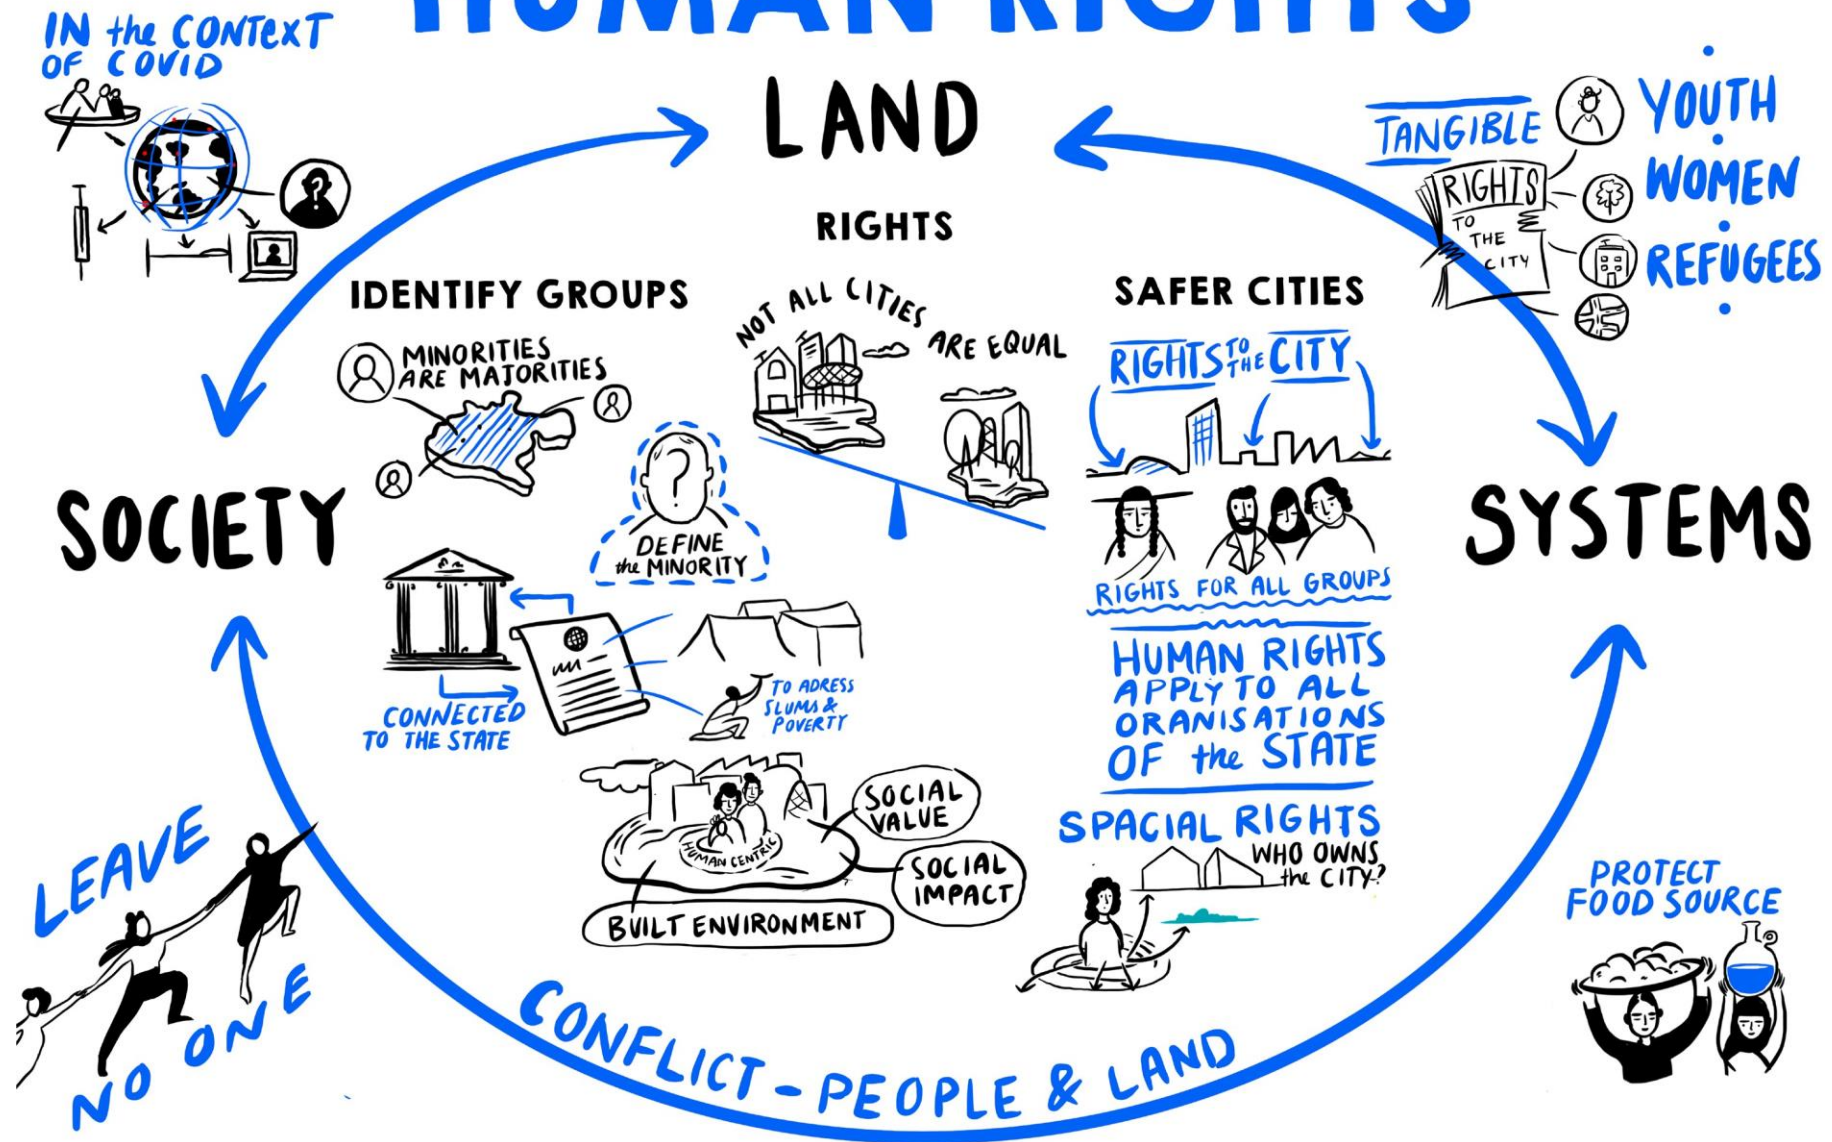 HUMAN RIGHTS
IN the CONTEXT
OF COVID
LAND
TANGIBLE
YOUTH
WOMEN
REFUGEES
RIGHTS
TO
THE
CITY
RIGHTS
IDENTIFY GROUPS
MINORITIES
ARE MAJORITIES
NOT ALL CITIES
ARE EQUAL
SAFER CITIES
RIGHTS TO THE CITY
SOCIETY
?
DEFINE
the MINORITY
SYSTEMS
RIGHTS FOR ALL GROUPS
HUMAN RIGHTS
APPLY TO ALL
ORANISATIONS
OF the STATE
CONNECTED
TO THE STATE
TO ADRESS
SLUMS &
POVERTY
HUMAN CENTRIC
SOCIAL
VALUE
SOCIAL
IMPACT
BUILT ENVIRONMENT
SPACIAL RIGHTS
WHO OWNS
the CITY?
LEAVE
NO ONE
PROTECT
FOOD SOURCE
CONFLICT - PEOPLE & LAND